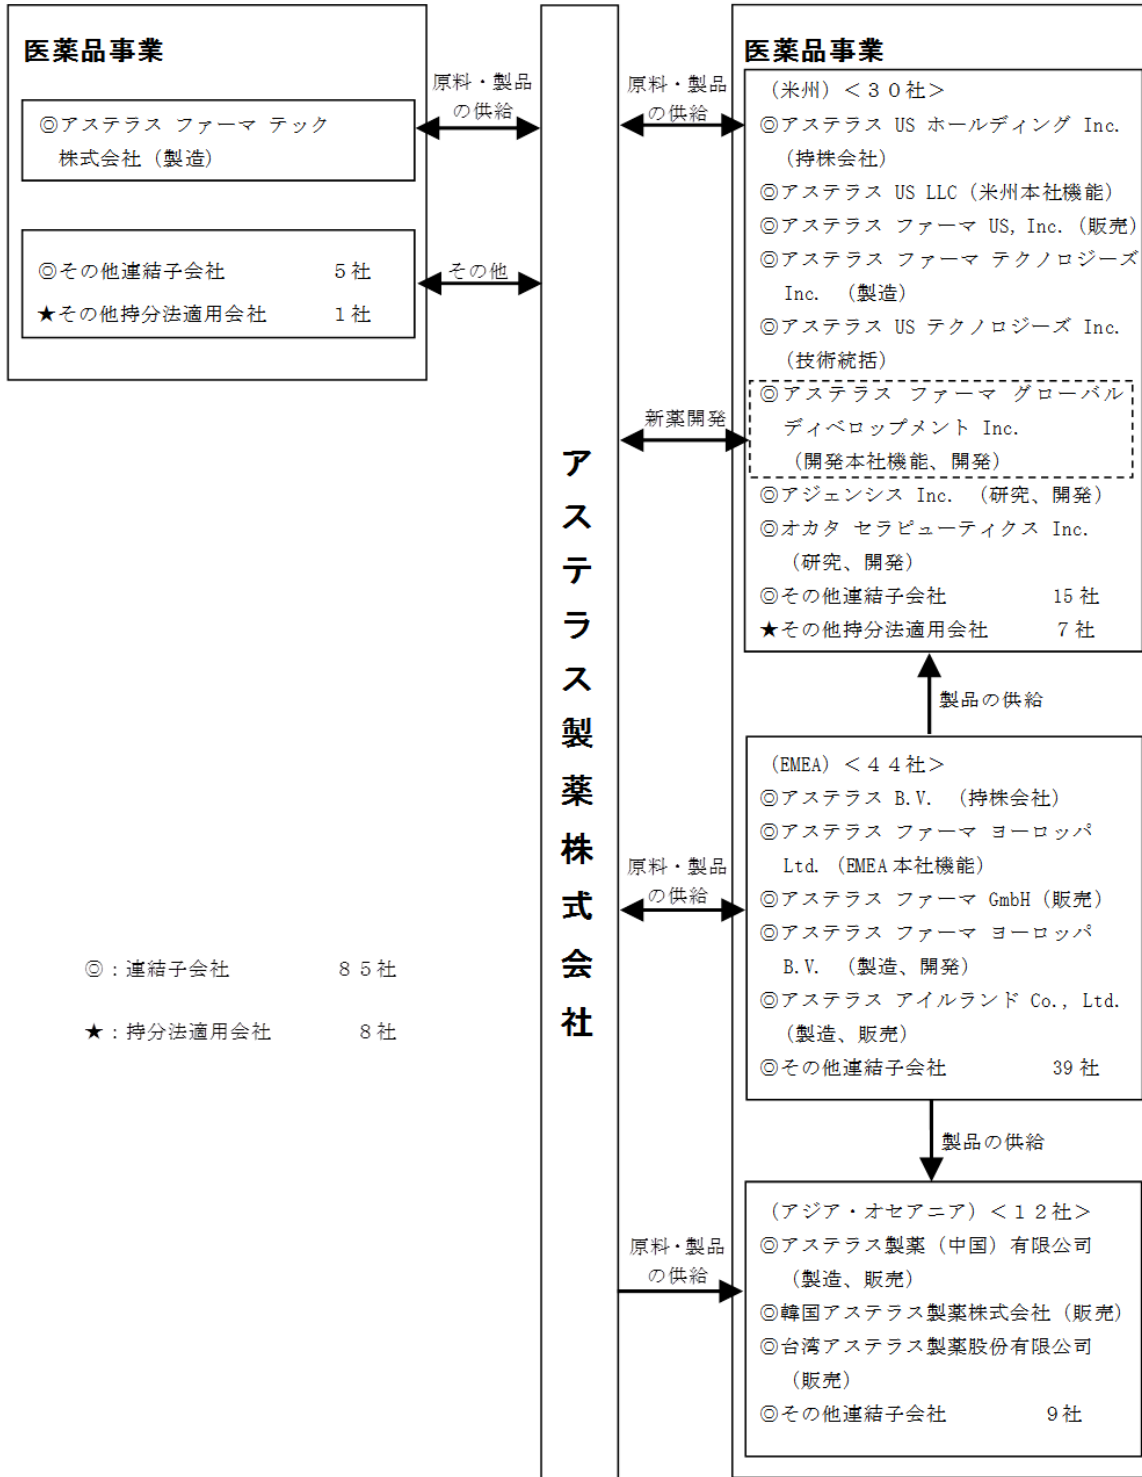 医薬品事業
原料・製品
の供給
◎アステラス ファーマ テック
株式会社（製造）
◎その他連結子会社 ５社
★その他持分法適用会社 １社
その他
◎：連結子会社 ８５社
★：持分法適用会社 ８社
アステラス製薬株式会社
原料・製品
の供給
新薬開発
原料・製品
の供給
原料・製品
の供給
医薬品事業
（米州）＜３０社＞
◎アステラス US ホールディング Inc.
（持株会社）
◎アステラス US LLC（米州本社機能）
◎アステラス ファーマ US, Inc.（販売）
◎アステラス ファーマ テクノロジーズ
Inc. （製造）
◎アステラス US テクノロジーズ Inc.
（技術統括）
◎アステラス ファーマ グローバル
ディベロップメント Inc.
（開発本社機能、開発）
◎アジェンシス Inc. （研究、開発）
◎オカタ セラピューティクス Inc.
（研究、開発）
◎その他連結子会社 15 社
★その他持分法適用会社 ７社
製品の供給
（EMEA）＜４４社＞
◎アステラス B.V. （持株会社）
◎アステラス ファーマ ヨーロッパ
Ltd.（EMEA 本社機能）
◎アステラス ファーマ GmbH（販売）
◎アステラス ファーマ ヨーロッパ
B.V. （製造、開発）
◎アステラス アイルランド Co., Ltd.
（製造、販売）
◎その他連結子会社 39 社
製品の供給
（アジア・オセアニア）＜１２社＞
◎アステラス製薬（中国）有限公司
（製造、販売）
◎韓国アステラス製薬株式会社（販売）
◎台湾アステラス製薬股份有限公司
（販売）
◎その他連結子会社 ９社